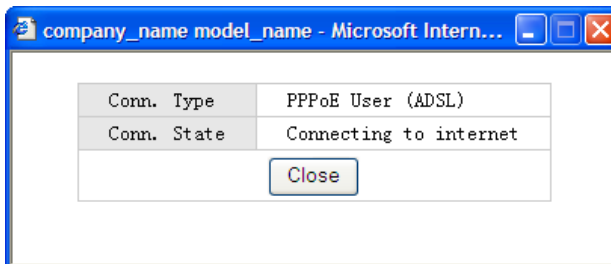 company_name model_name - Microsoft Intern...
Conn. Type PPPoE User (ADSL)
Conn. State Connecting to internet
Close